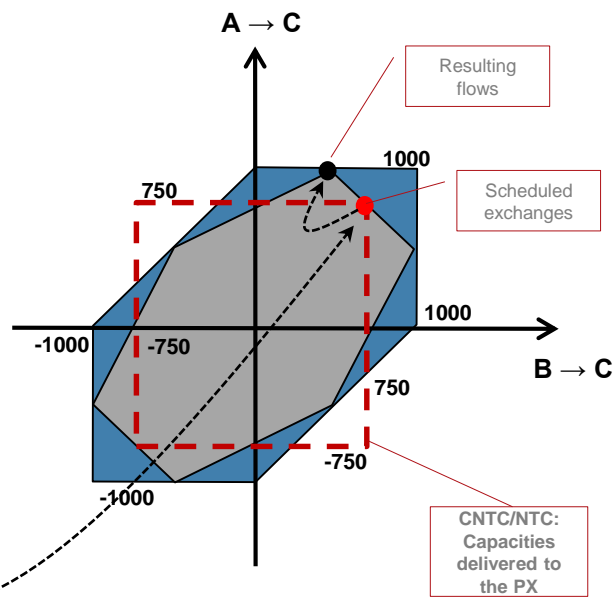 A → C
Resulting
flows
1000
750
Scheduled
exchanges
1000
-1000
-750
B → C
750
-750
-1000
CNTC/NTC:
Capacities
delivered to
the PX